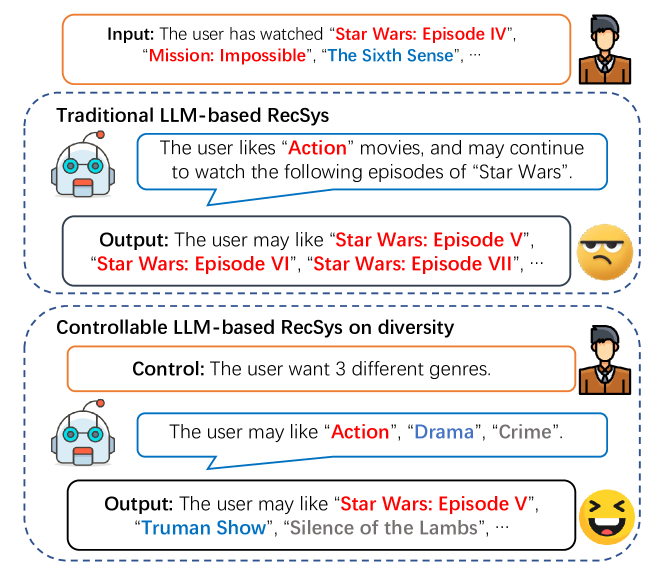 Input: The user has watched “Star Wars: Episode IV”,
“Mission: Impossible”, “The Sixth Sense”, ···
Traditional LLM-based RecSys
The user likes “Action” movies, and may continue
to watch the following episodes of “Star Wars”.
Output: The user may like “Star Wars: Episode V”,
“Star Wars: Episode VI”, “Star Wars: Episode VII”, ···
Controllable LLM-based RecSys on diversity
Control: The user want 3 different genres.
The user may like “Action”, “Drama”, “Crime”.
Output: The user may like “Star Wars: Episode V”,
“Truman Show”, “Silence of the Lambs”, ···